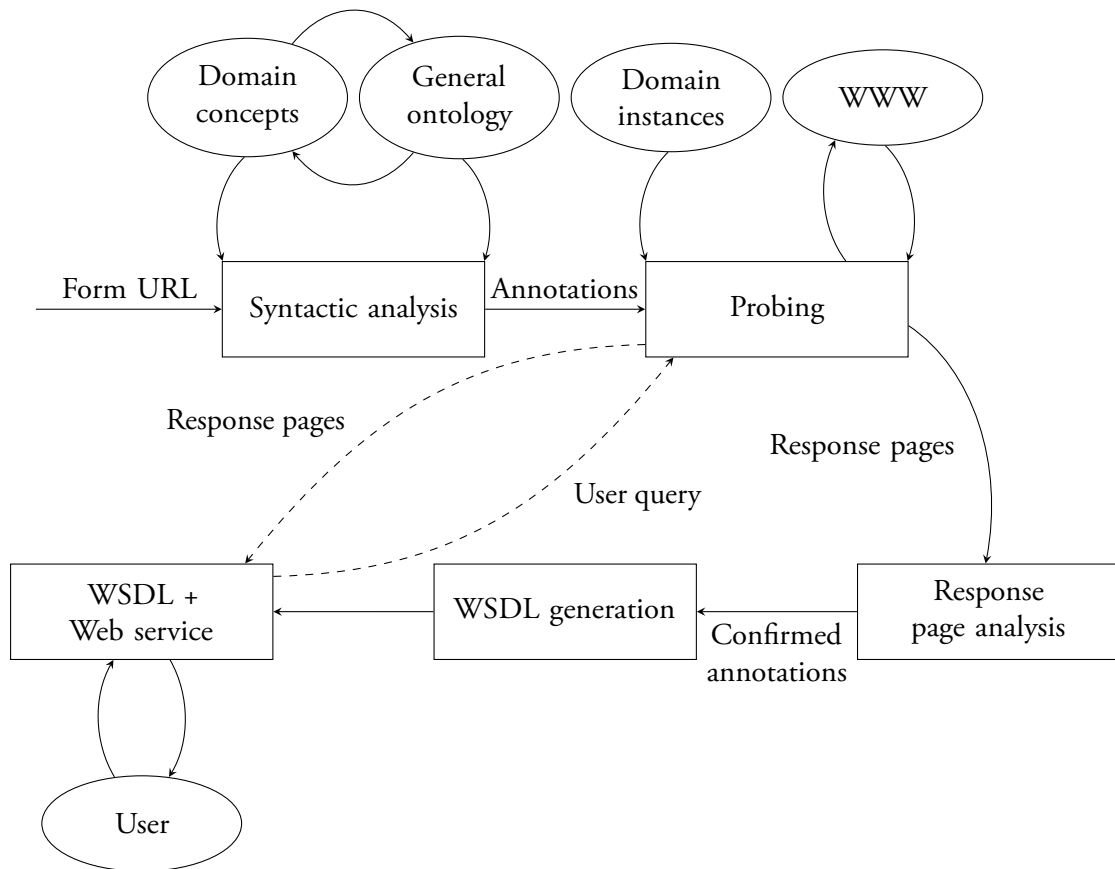 Domain
concepts
General
ontology
Domain
instances
WWW
Form URL
Syntactic analysis
Annotations
Probing
Response pages
Response pages
User query
WSDL +
Web service
WSDL generation
Confirmed
annotations
Response
page analysis
User